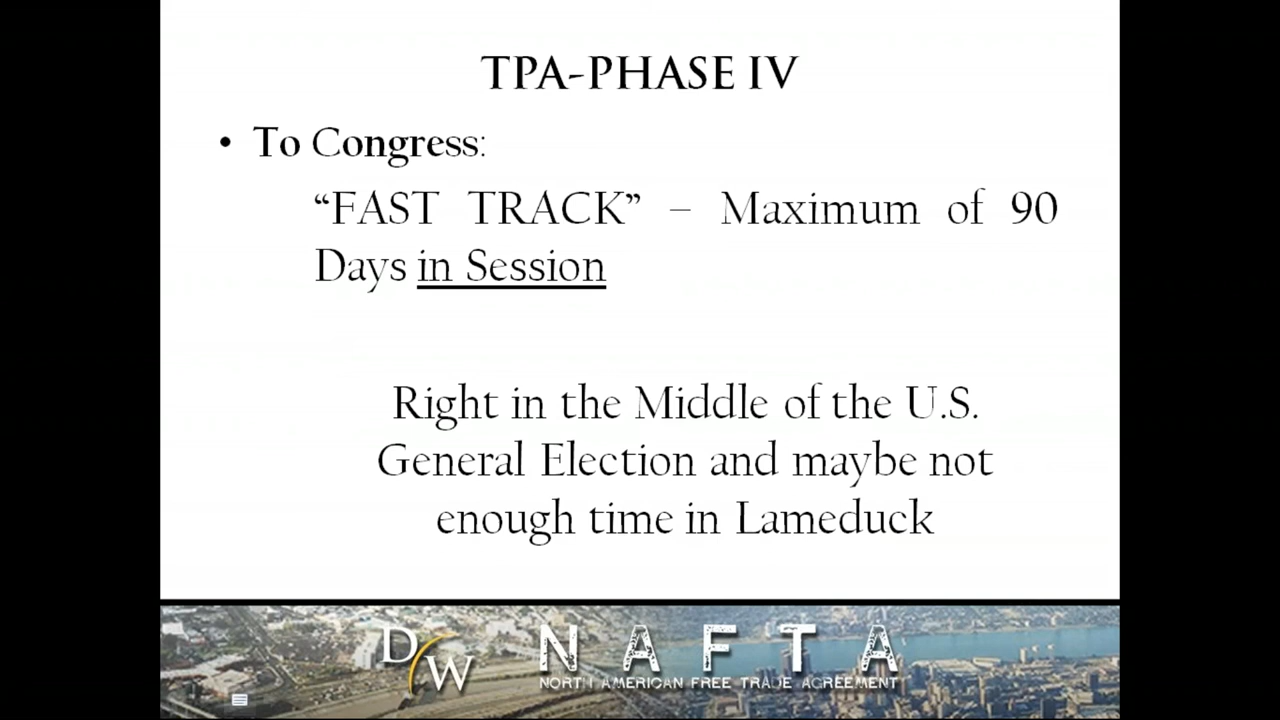 TPA-PHASE IV
• To Congress:
“FAST TRACK” – Maximum of 90
Days in Session
Right in the Middle of the U.S.
General Election and maybe not
enough time in Lameduck
D W
NAFTA
NORTH AMERICAN FREE TRADE AGREEMENT